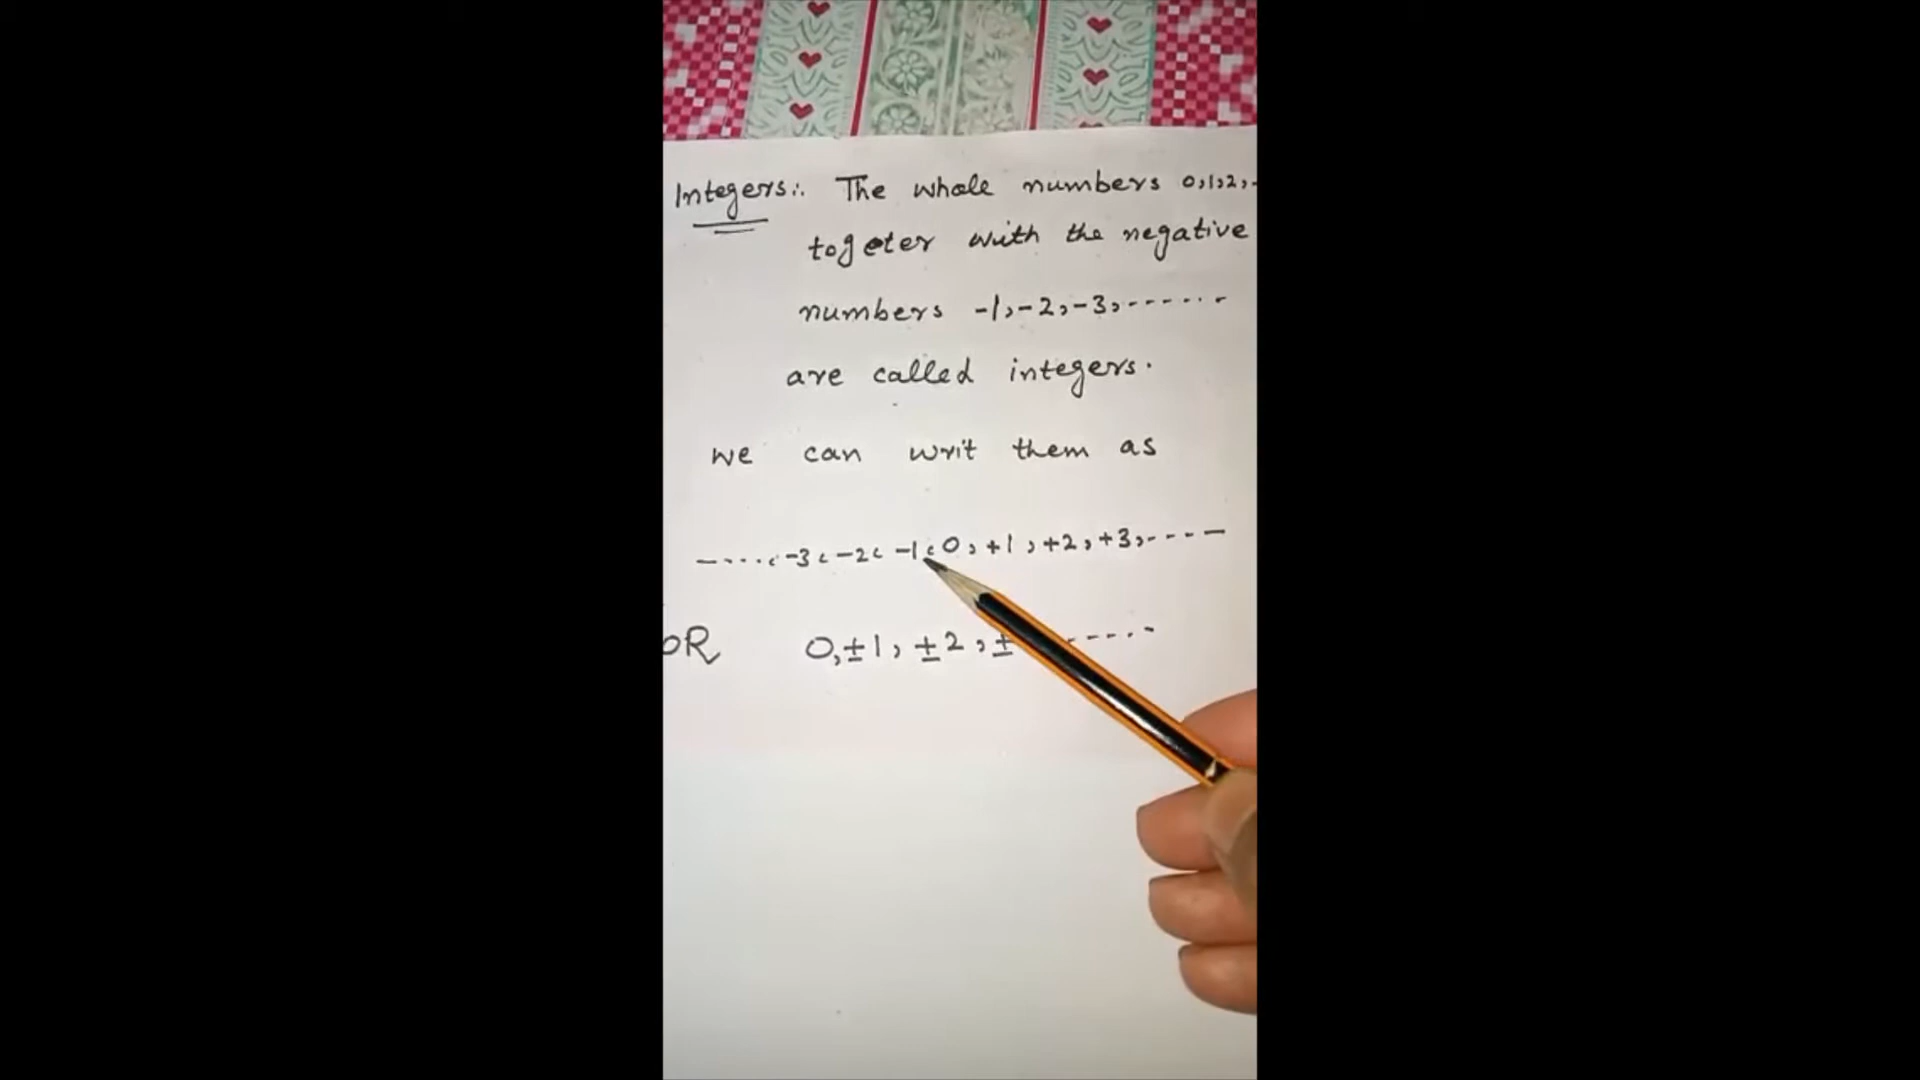 Integers:. The whole numbers 0,1,2,-
togeter with the negative
numbers -1,-2,-3,------
are called integers.
we can writ them as
-----‹ -3‹ -2‹ -1‹ 0, +1, +2, +3,-----
OR 0,±1, ±2, ± -----